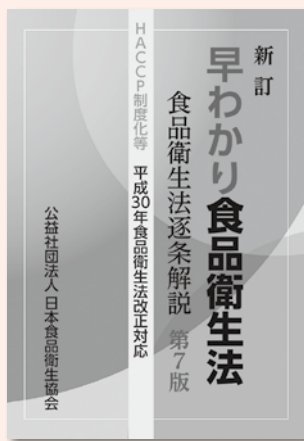 新訂
早わかり食品衛生法
食品衛生法逐条解説 第7版
HACCP制度化等 平成30年食品衛生法改正対応
公益社団法人 日本食品衛生協会